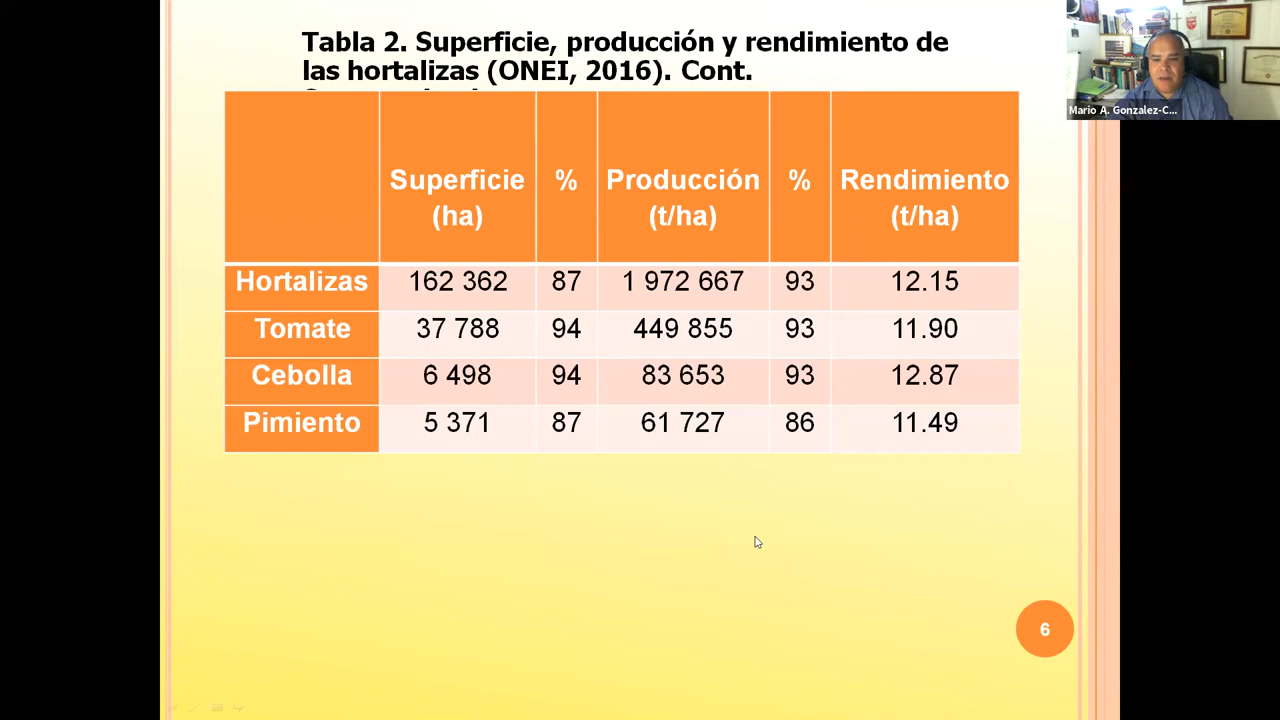 Tabla 2. Superficie, producción y rendimiento de
las hortalizas (ONEI, 2016). Cont.
Superficie (ha) % Producción (t/ha) % Rendimiento (t/ha)
Hortalizas 162 362 87 1 972 667 93 12.15
Tomate 37 788 94 449 855 93 11.90
Cebolla 6 498 94 83 653 93 12.87
Pimiento 5 371 87 61 727 86 11.49
6
Mario A. Gonzalez-C...